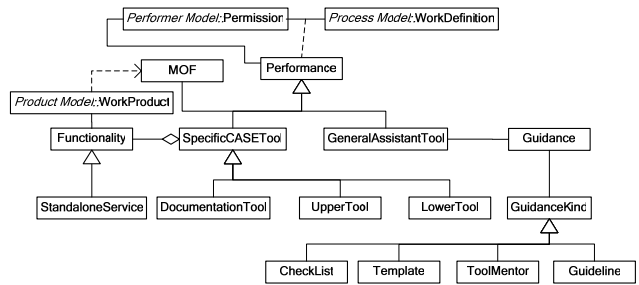 Performer Model::Permission
Process Model::WorkDefinition
MOF
Performance
Product Model::WorkProduct
Functionality
SpecificCASETool
GeneralAssistantTool
Guidance
StandaloneService
DocumentationTool
UpperTool
LowerTool
GuidanceKind
CheckList
Template
ToolMentor
Guideline